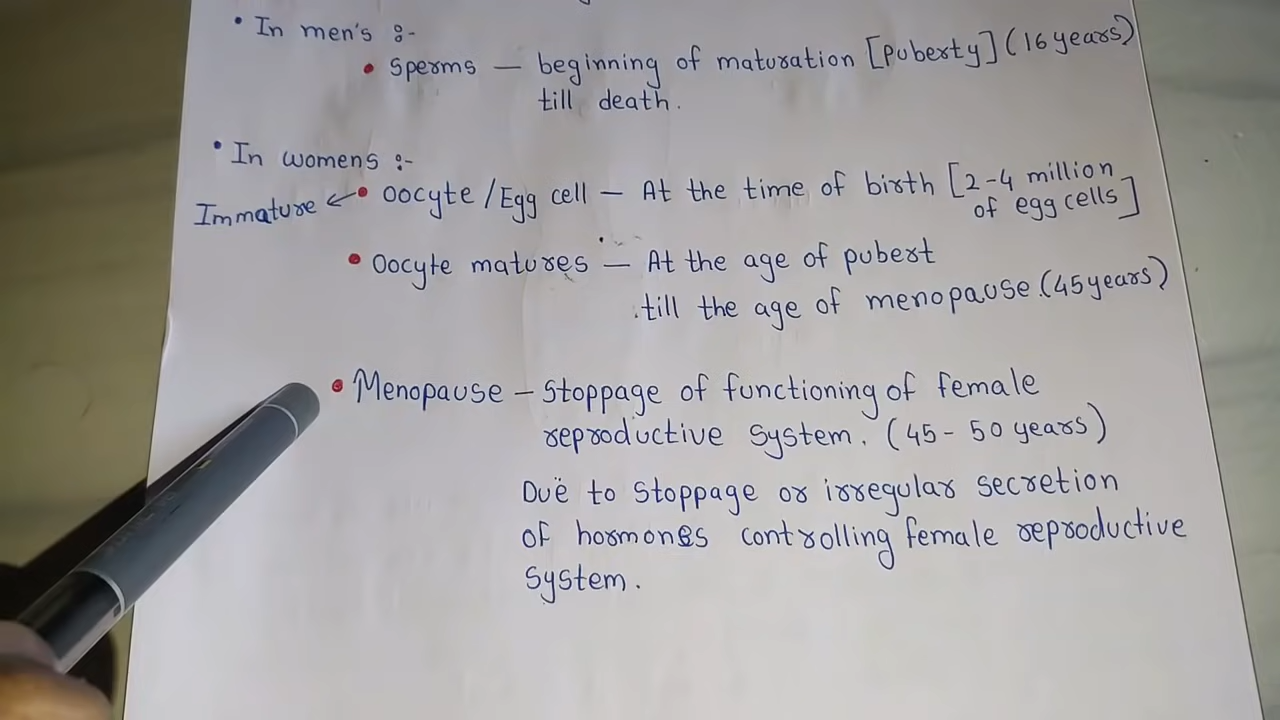 • In men's :-
• Sperms — beginning of maturation [puberty] (16 years)
till death.
• In womens :-
Immature ← • Oocyte / Egg cell — At the time of birth [2-4 million
of egg cells]
• Oocyte matures — At the age of pubert
till the age of menopause. (45 years)
• Menopause — Stoppage of functioning of female
reproductive system. (45 - 50 years)
Due to stoppage or irregular secretion
of hormones controlling female reproductive
system.